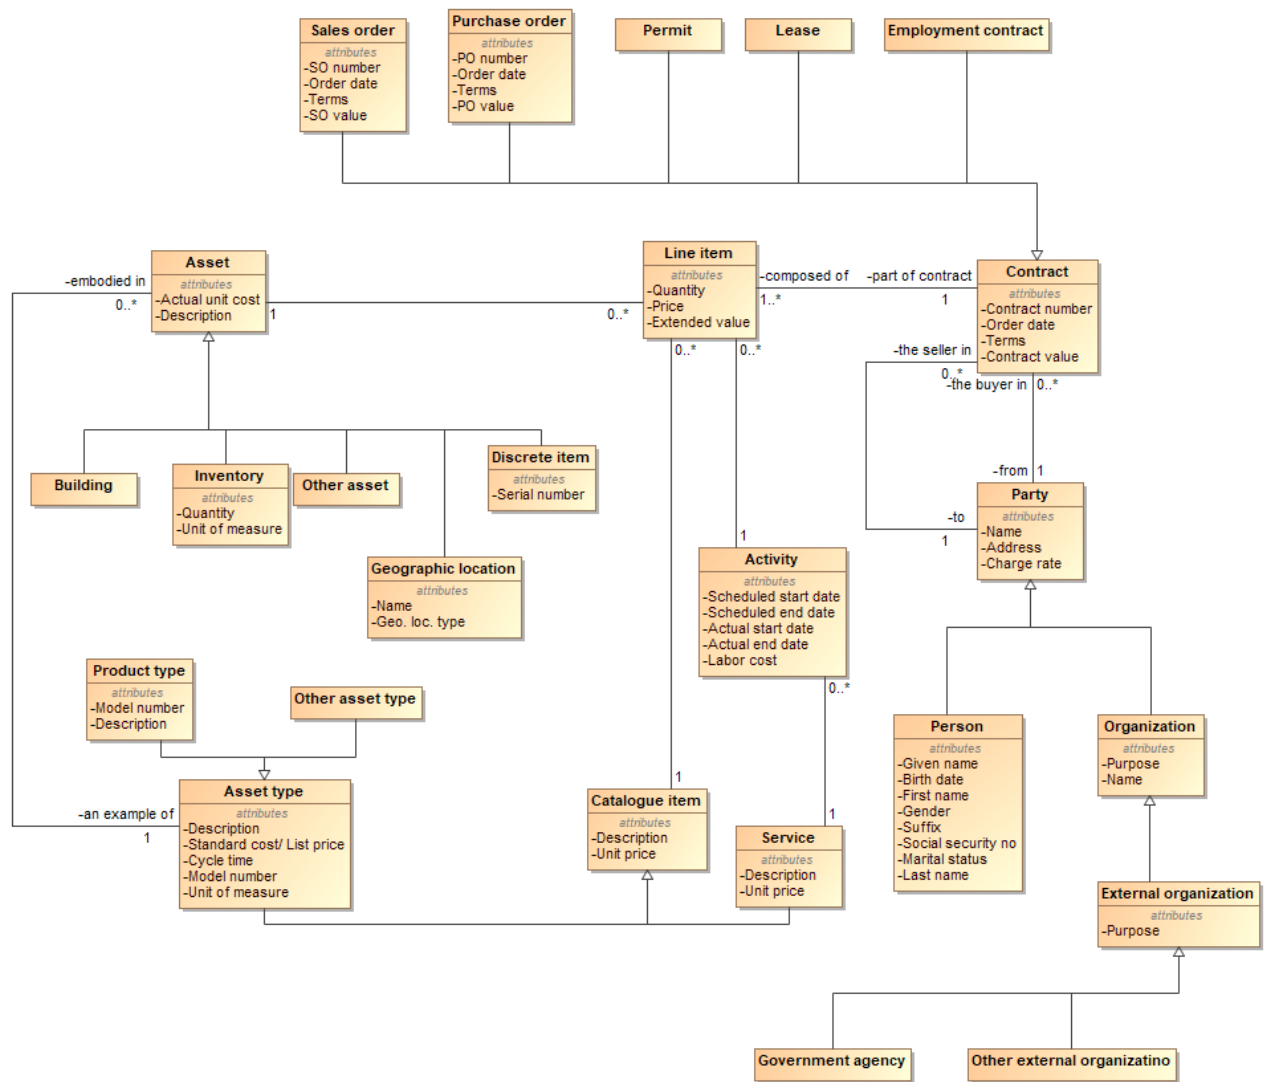 Sales order
attributes
-SO number
-Order date
-Terms
-SO value
Purchase order
attributes
-PO number
-Order date
-Terms
-PO value
Permit
Lease
Employment contract
Asset
attributes
-Actual unit cost
-Description
-embodied in
0..*
1
0..*
Line item
attributes
-Quantity
-Price
-Extended value
-composed of
1..*
-part of contract
1
Contract
attributes
-Contract number
-Order date
-Terms
-Contract value
0..*
0..*
-the seller in
0..*
-the buyer in
0..*
-from
1
-to
1
Party
attributes
-Name
-Address
-Charge rate
Building
Inventory
attributes
-Quantity
-Unit of measure
Other asset
Discrete item
attributes
-Serial number
Geographic location
attributes
-Name
-Geo. loc. type
1
Activity
attributes
-Scheduled start date
-Scheduled end date
-Actual start date
-Actual end date
-Labor cost
0..*
Product type
attributes
-Model number
-Description
Other asset type
-an example of
1
Asset type
attributes
-Description
-Standard cost/ List price
-Cycle time
-Model number
-Unit of measure
1
Catalogue item
attributes
-Description
-Unit price
1
Service
attributes
-Description
-Unit price
Person
attributes
-Given name
-Birth date
-First name
-Gender
-Suffix
-Social security no
-Marital status
-Last name
Organization
attributes
-Purpose
-Name
External organization
attributes
-Purpose
Government agency
Other external organizatino